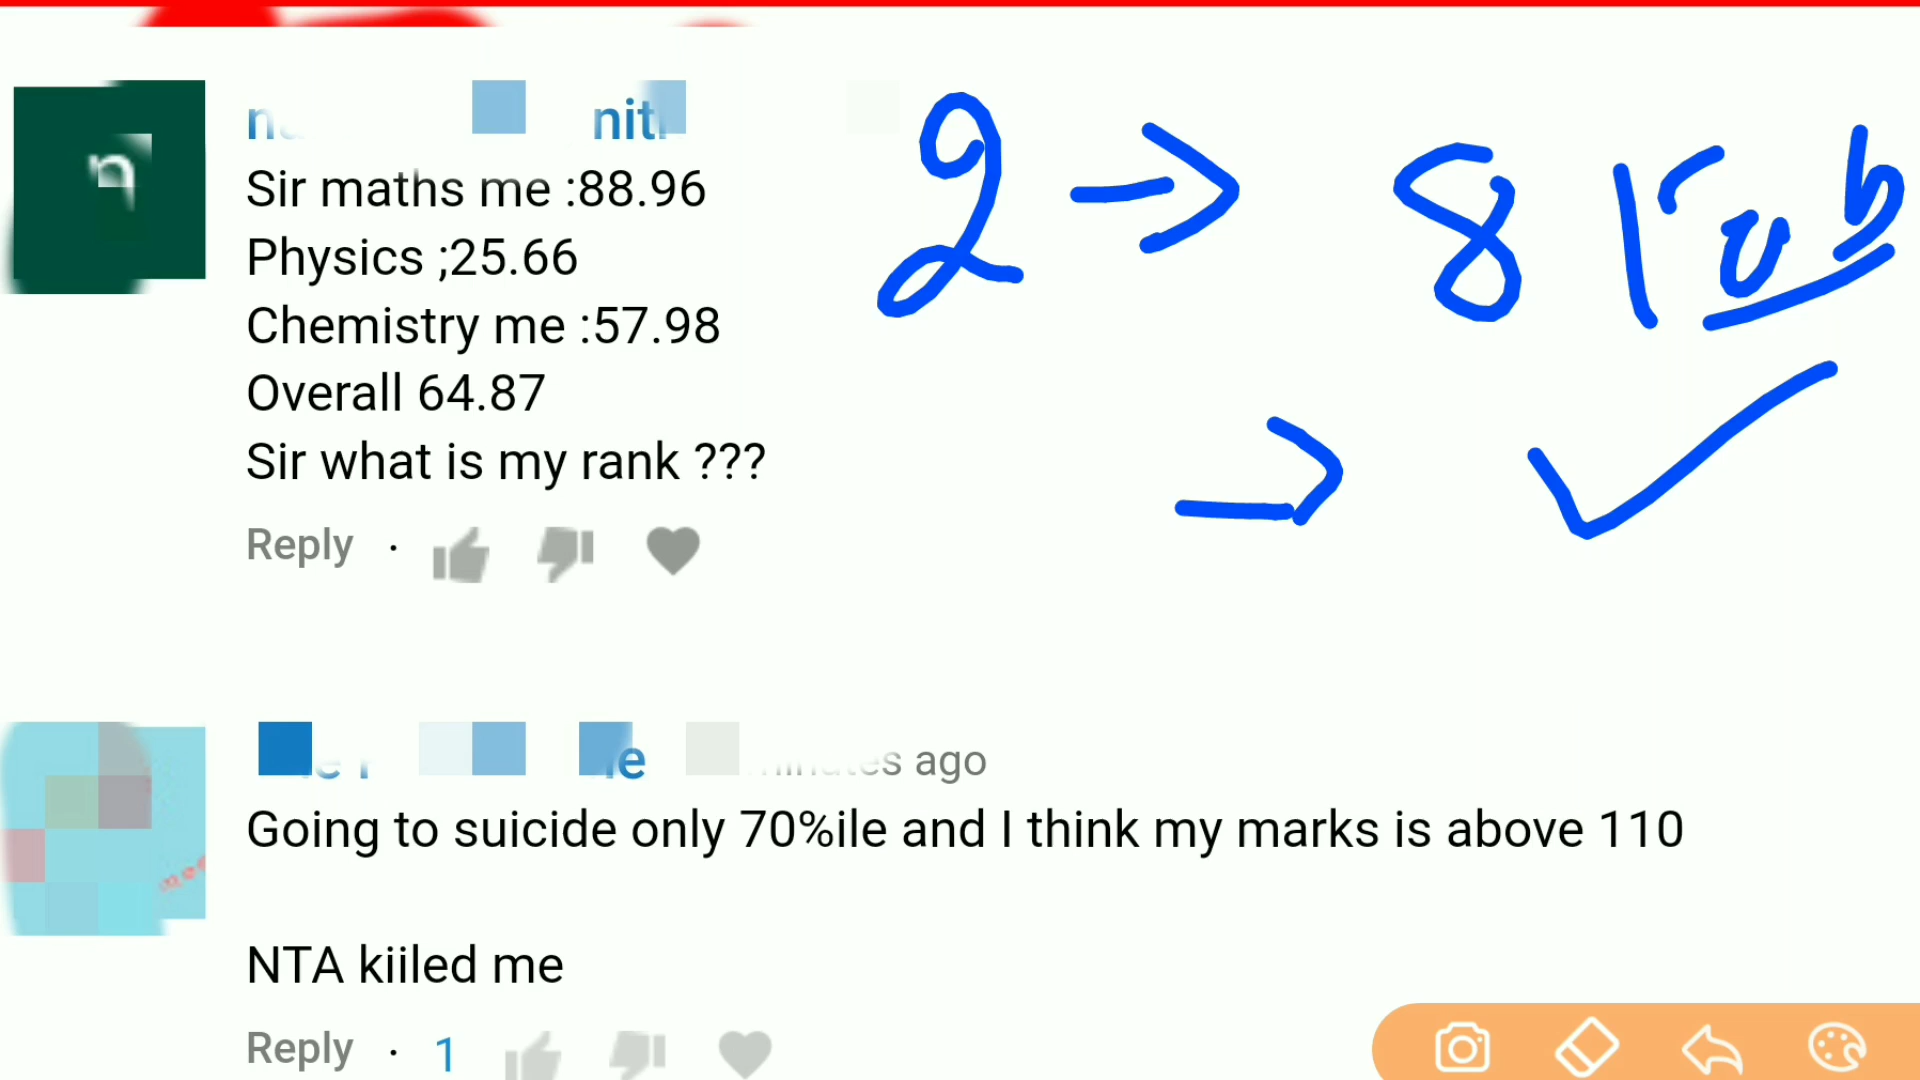 Sir maths me :88.96
Physics ;25.66
Chemistry me :57.98
Overall 64.87
Sir what is my rank ???
Reply ·
2 → 8
→
ago
Going to suicide only 70%ile and I think my marks is above 110
NTA kiiled me
Reply · 1